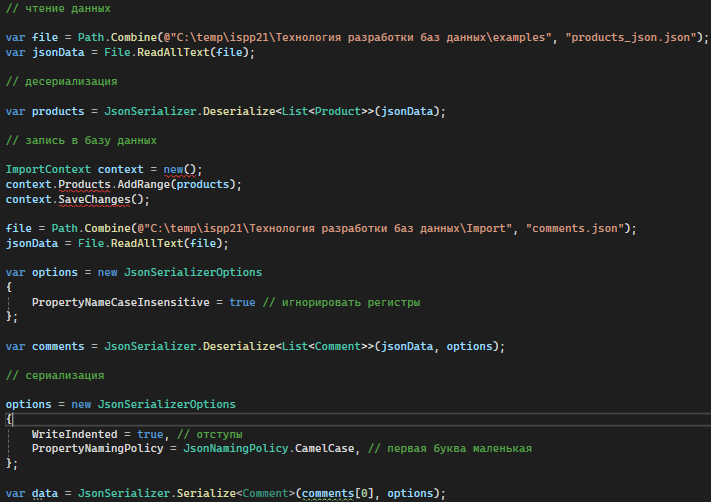 // чтение данных
var file = Path.Combine(@"C:\temp\ispp21\Технология разработки баз данных\examples", "products_json.json");
var jsonData = File.ReadAllText(file);
// десериализация
var products = JsonSerializer.Deserialize<List<Product>>(jsonData);
// запись в базу данных
ImportContext context = new();
context.Products.AddRange(products);
context.SaveChanges();
file = Path.Combine(@"C:\temp\ispp21\Технология разработки баз данных\Import", "comments.json");
jsonData = File.ReadAllText(file);
var options = new JsonSerializerOptions
{
PropertyNameCaseInsensitive = true // игнорировать регистры
};
var comments = JsonSerializer.Deserialize<List<Comment>>(jsonData, options);
// сериализация
options = new JsonSerializerOptions
{
WriteIndented = true, // отступы
PropertyNamingPolicy = JsonNamingPolicy.CamelCase, // первая буква маленькая
};
var data = JsonSerializer.Serialize<Comment>(comments[0], options);